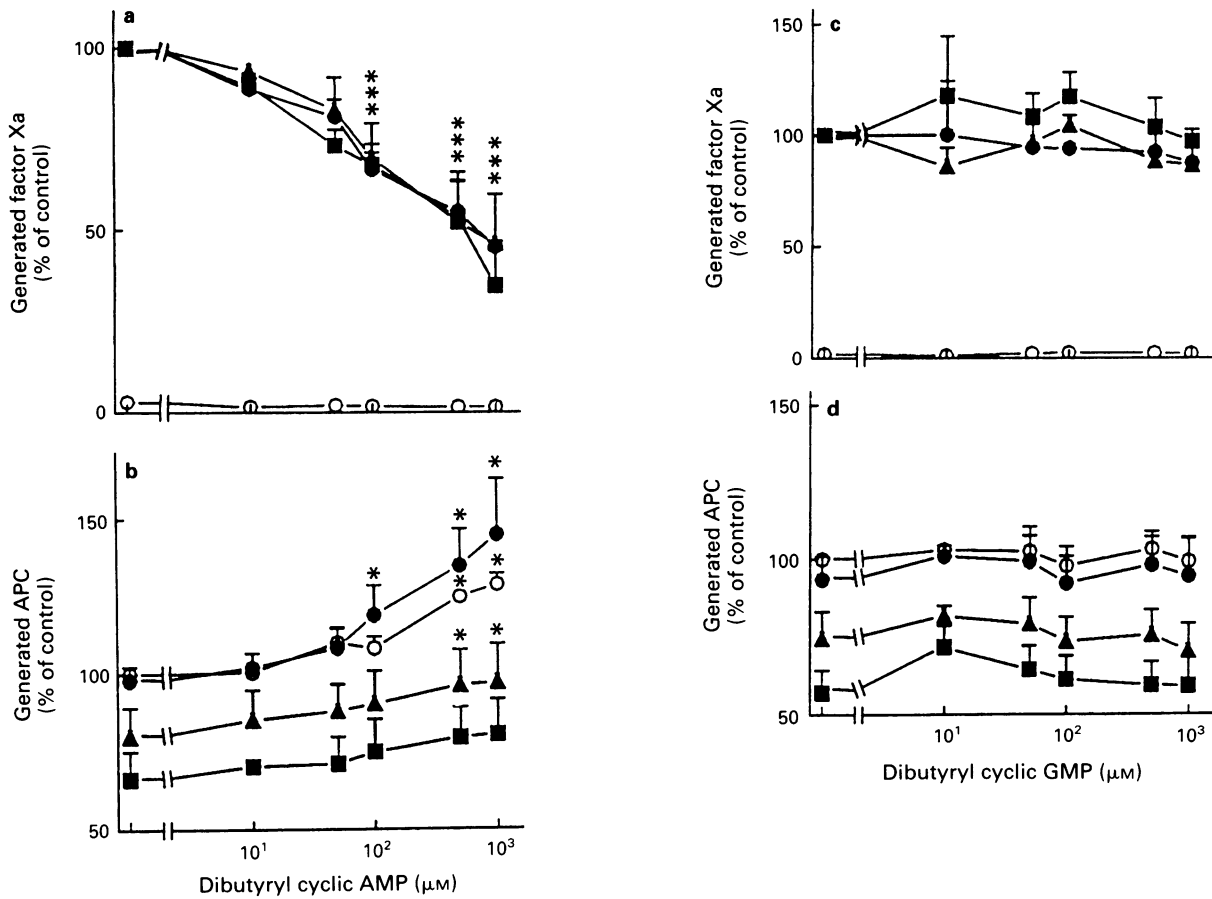 a
Generated factor Xa
(% of control)
100
50
0
***
***
***
b
Generated APC
(% of control)
150
100
50
*
*
*
*
*
*
*
10¹
10²
10³
Dibutyryl cyclic AMP (μM)
c
Generated factor Xa
(% of control)
150
100
50
0
d
Generated APC
(% of control)
150
100
50
10¹
10²
10³
Dibutyryl cyclic GMP (μM)